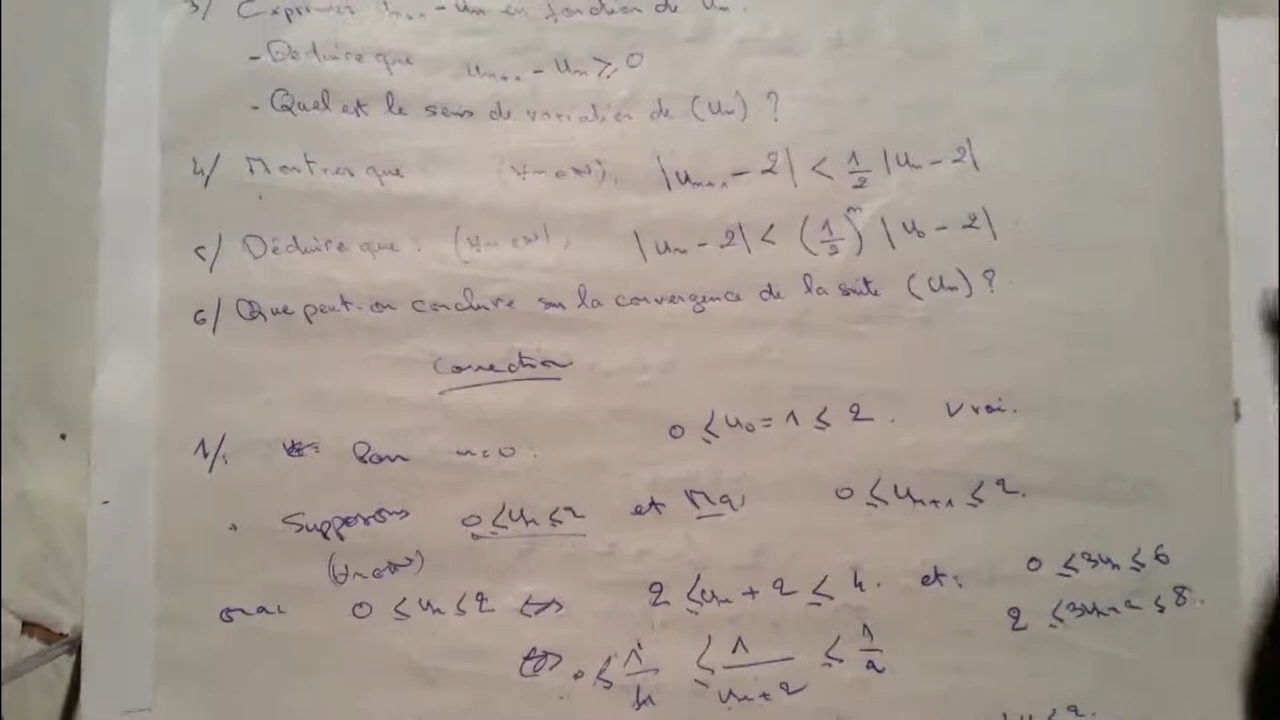 3/ Exprimer Un+1 - Un en fonction de Un.
- Déduire que Un+1 - Un ⩾ 0
- Quel est le sens de variation de (Un) ?
4/ Montrer que (∀n∈ℕ), |Un+1 - 2| < 1/2 |Un - 2|
5/ Déduire que : (∀n∈ℕ), |Un - 2| < (1/2)^n |U0 - 2|
6/ Que peut-on conclure sur la convergence de la suite (Un) ?
Correction
1/. Pour n=0 : 0 ≤ U0 = 1 ≤ 2. Vrai.
Supposons 0 ≤ Un ≤ 2 et Mq 0 ≤ Un+1 ≤ 2.
(∀n∈ℕ)
0 ≤ Un ≤ 2 ⇔ 2 ≤ Un + 2 ≤ 4. et : 0 ≤ 3Un ≤ 6
2 ≤ 3Un+2 ≤ 8.
⇔ 0 ≤ 1/4 ≤ 1/(Un+2) ≤ 1/2